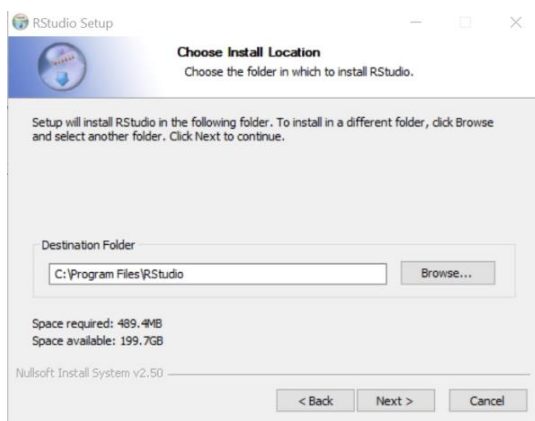 RStudio Setup
Choose Install Location
Choose the folder in which to install RStudio.
Setup will install RStudio in the following folder. To install in a different folder, click Browse
and select another folder. Click Next to continue.
Destination Folder
C:\Program Files\RStudio
Browse...
Space required: 489.4MB
Space available: 199.7GB
Nullsoft Install System v2.50
< Back Next > Cancel